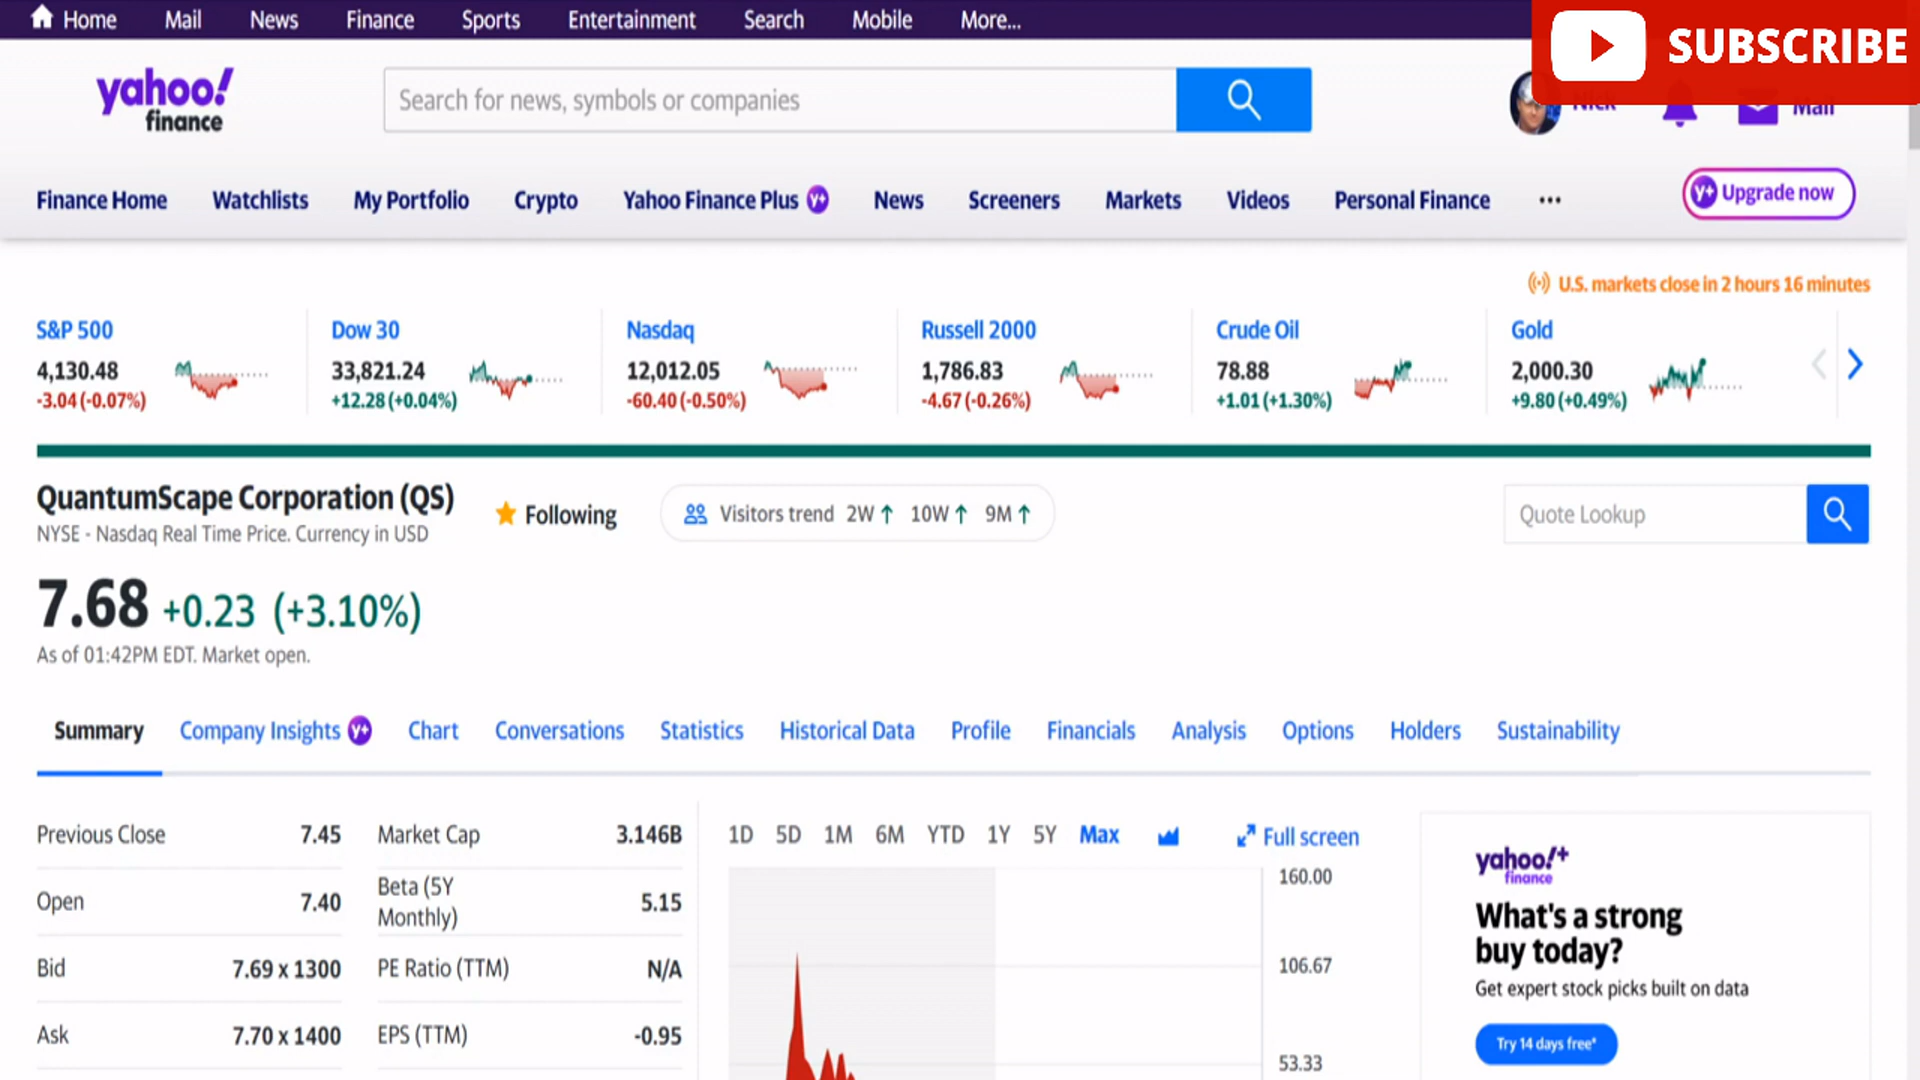 Home Mail News Finance Sports Entertainment Search Mobile More...
SUBSCRIBE
yahoo!
finance
Search for news, symbols or companies
Nick
Mail
Finance Home Watchlists My Portfolio Crypto Yahoo Finance Plus Y+ News Screeners Markets Videos Personal Finance ...
Y+ Upgrade now
U.S. markets close in 2 hours 16 minutes
S&P 500 Dow 30 Nasdaq Russell 2000 Crude Oil Gold
4,130.48 33,821.24 12,012.05 1,786.83 78.88 2,000.30
-3.04 (-0.07%) +12.28 (+0.04%) -60.40 (-0.50%) -4.67 (-0.26%) +1.01 (+1.30%) +9.80 (+0.49%)
QuantumScape Corporation (QS)
NYSE - Nasdaq Real Time Price. Currency in USD
Following
Visitors trend 2W↑ 10W↑ 9M↑
Quote Lookup
7.68 +0.23 (+3.10%)
As of 01:42PM EDT. Market open.
Summary Company Insights Y+ Chart Conversations Statistics Historical Data Profile Financials Analysis Options Holders Sustainability
Previous Close 7.45
Open 7.40
Bid 7.69 x 1300
Ask 7.70 x 1400
Market Cap 3.146B
Beta (5Y
Monthly) 5.15
PE Ratio (TTM) N/A
EPS (TTM) -0.95
1D 5D 1M 6M YTD 1Y 5Y Max Full screen
160.00
106.67
53.33
yahoo!+
finance
What's a strong
buy today?
Get expert stock picks built on data
Try 14 days free*